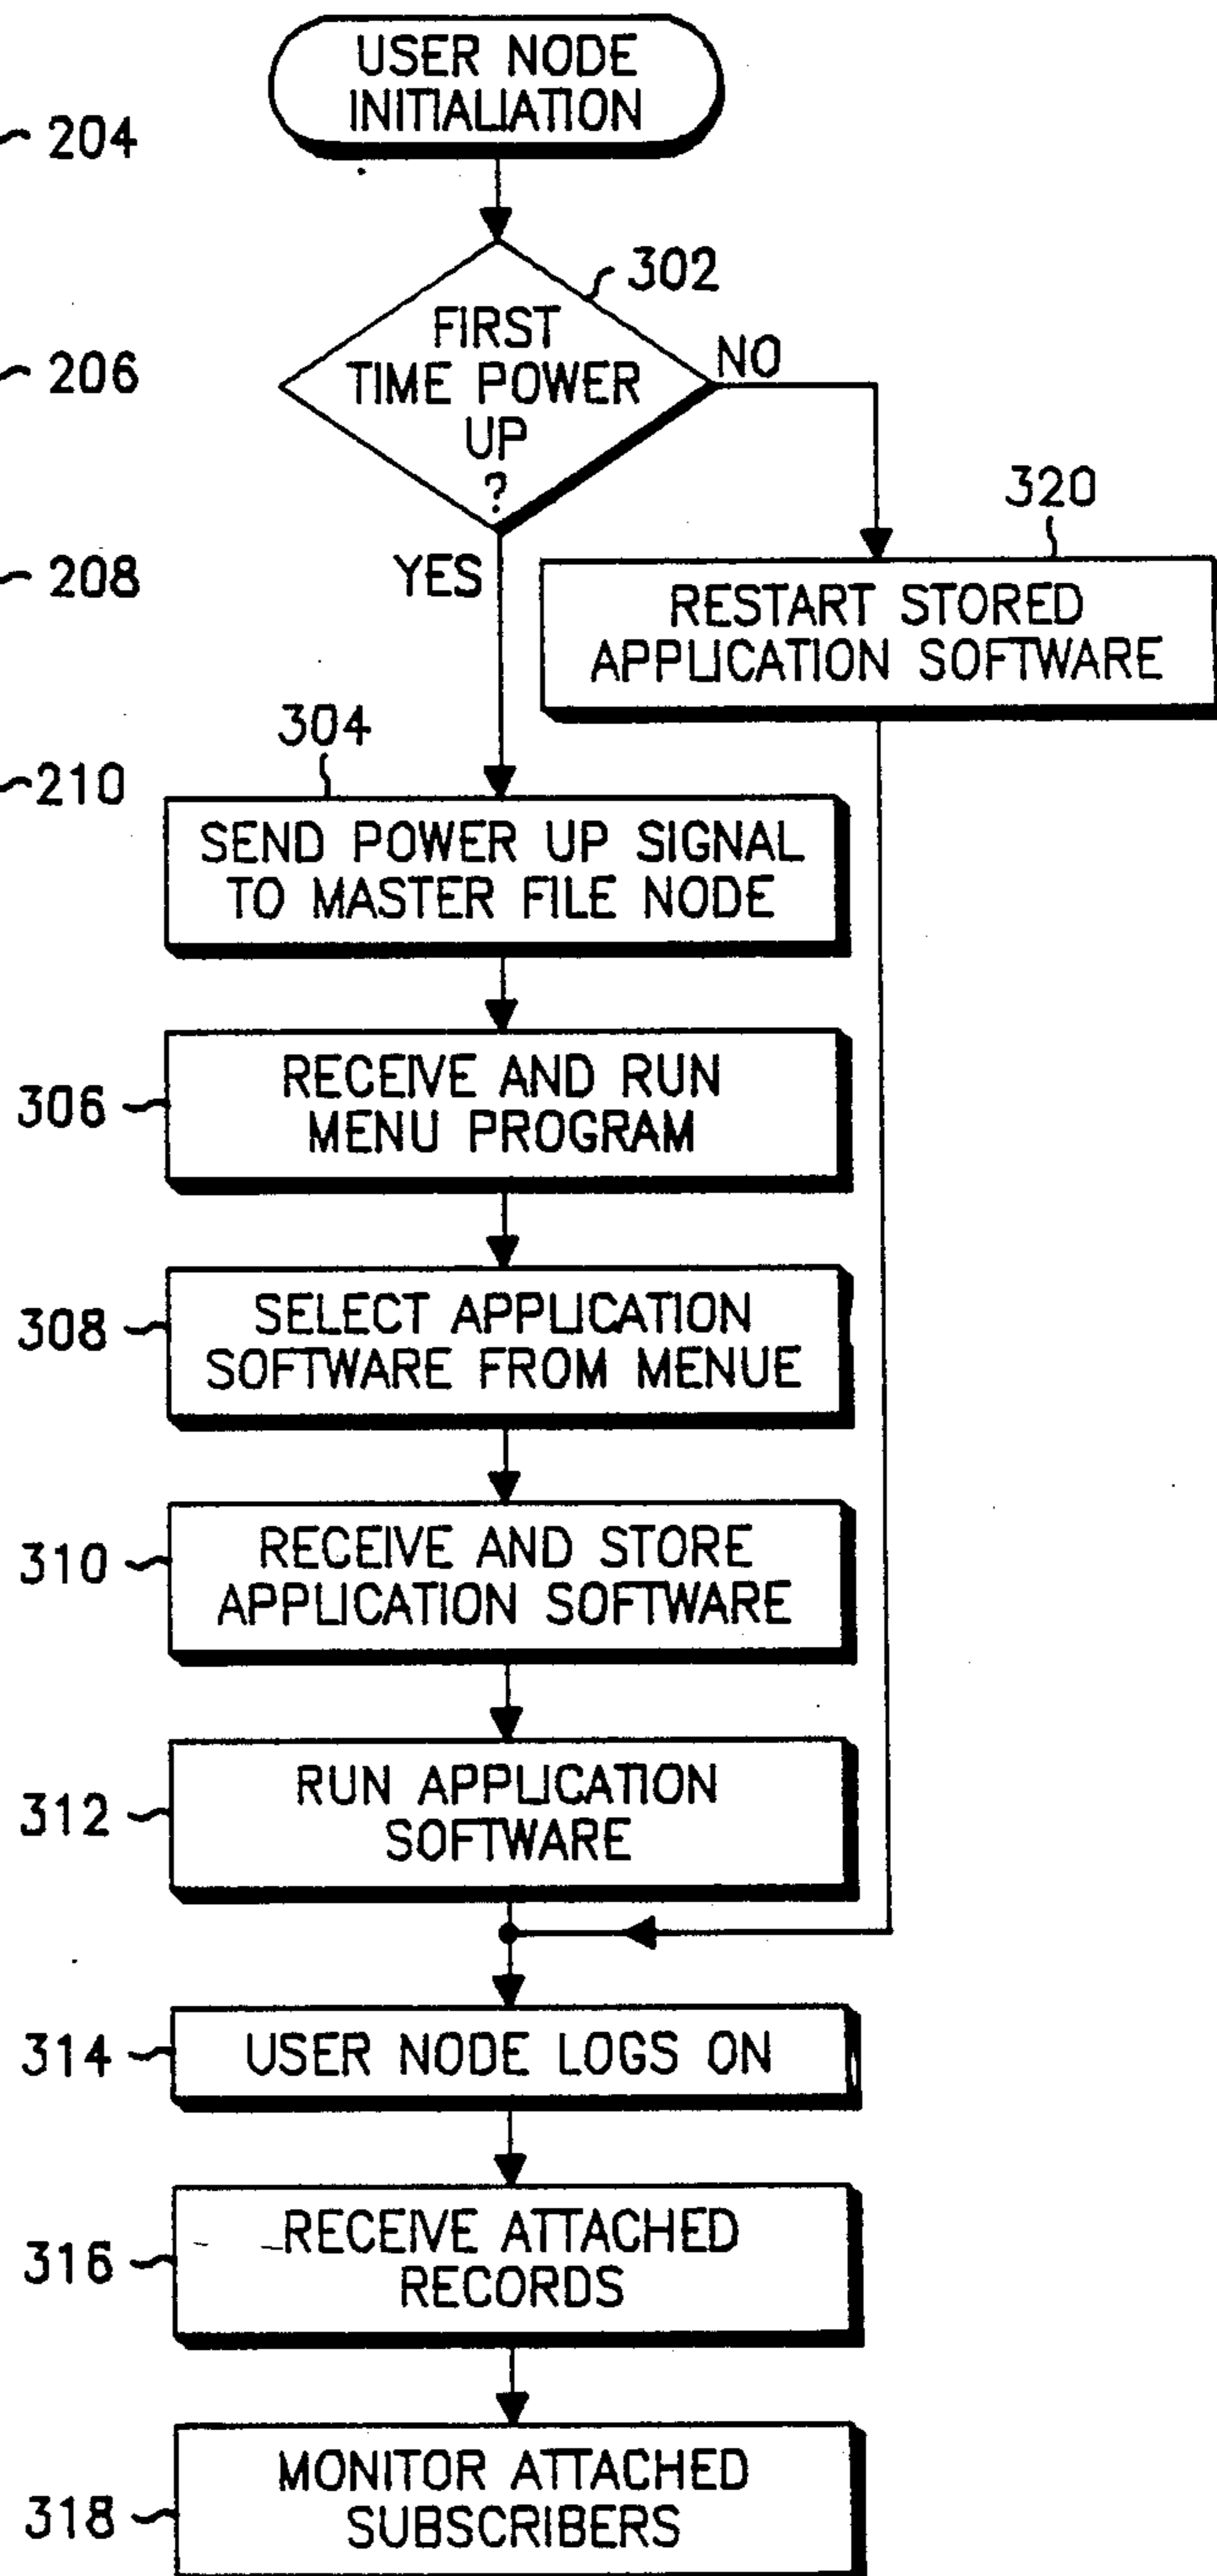 USER NODE
INITIALIATION
204
302
FIRST
TIME POWER
UP
?
NO
206
320
YES
208
RESTART STORED
APPLICATION SOFTWARE
304
210
SEND POWER UP SIGNAL
TO MASTER FILE NODE
306
RECEIVE AND RUN
MENU PROGRAM
308
SELECT APPLICATION
SOFTWARE FROM MENUE
310
RECEIVE AND STORE
APPLICATION SOFTWARE
312
RUN APPLICATION
SOFTWARE
314
USER NODE LOGS ON
316
RECEIVE ATTACHED
RECORDS
318
MONITOR ATTACHED
SUBSCRIBERS